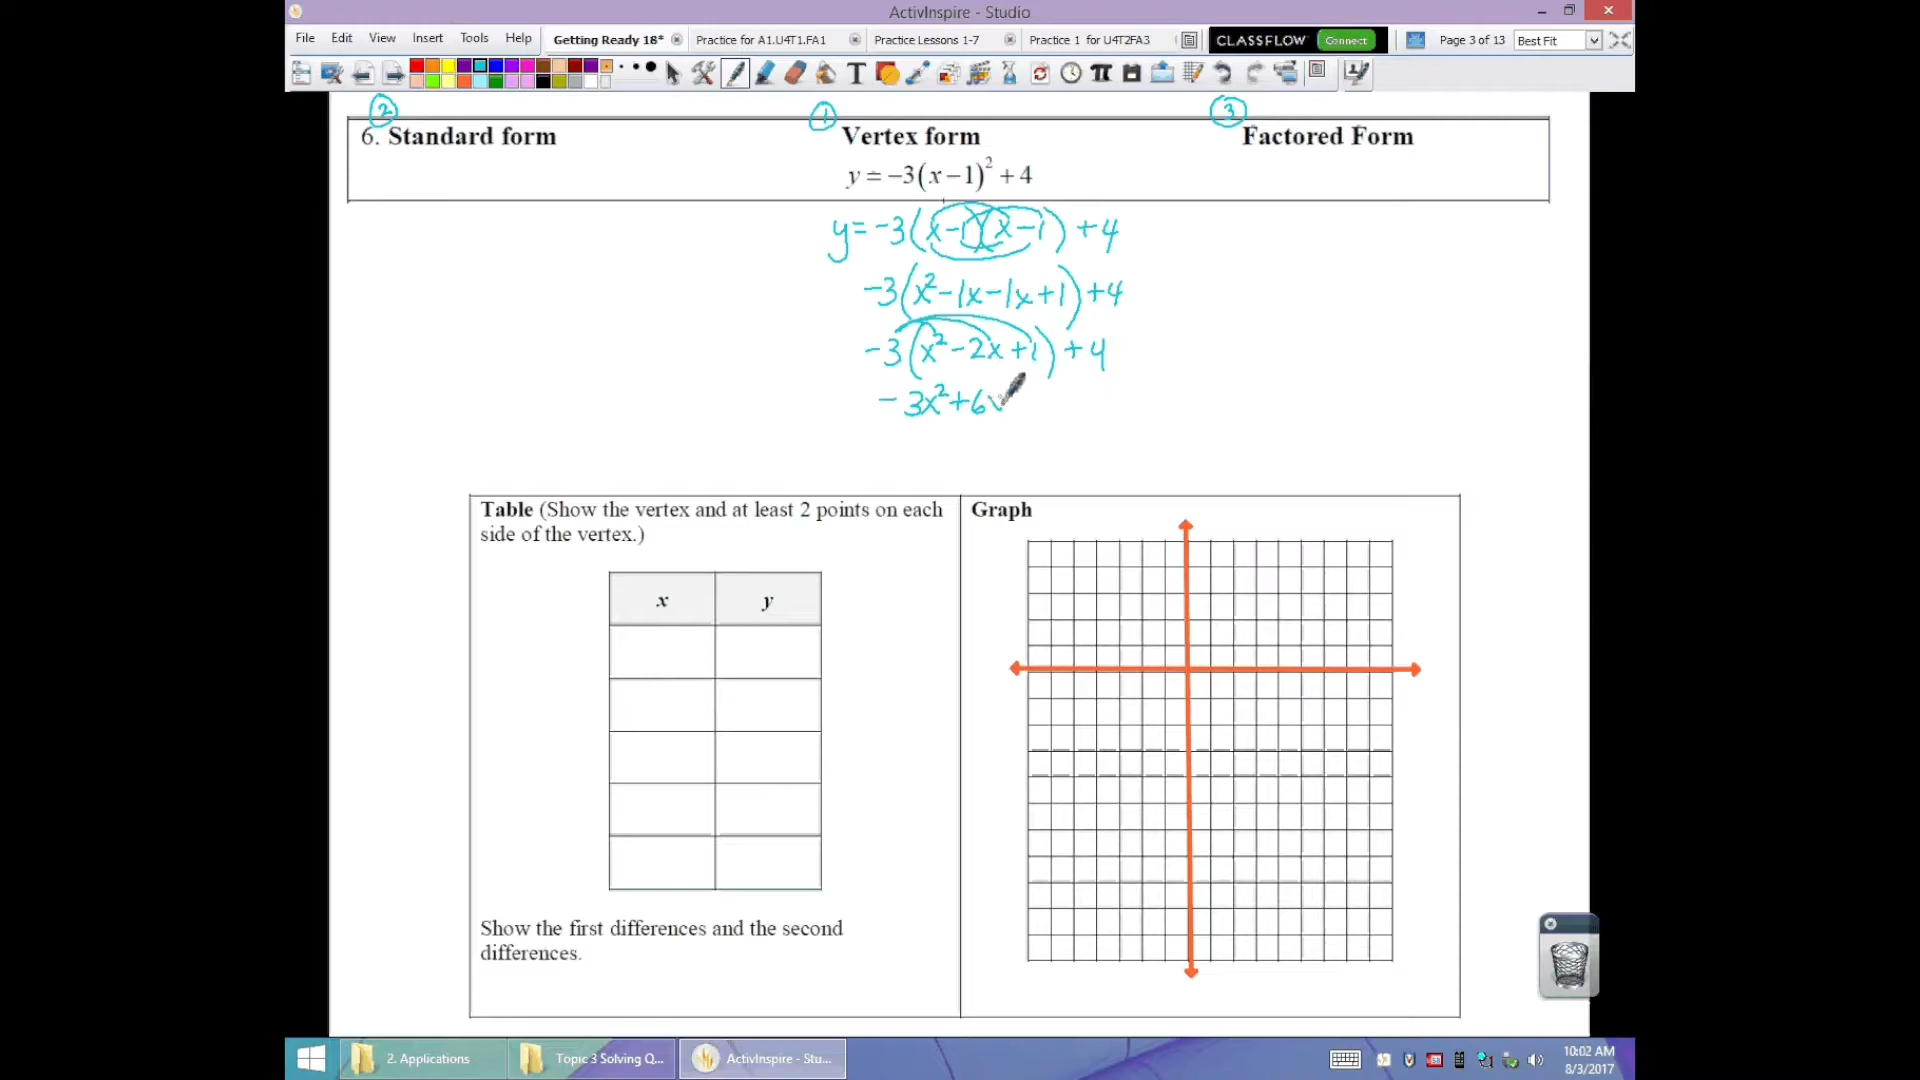 ActivInspire - Studio
File Edit View Insert Tools Help Getting Ready 18* Practice for A1.U4T1.FA1 Practice Lessons 1-7 Practice 1 for U4T2FA3 CLASSFLOW Connect Page 3 of 13 Best Fit
② ① ③
6. Standard form Vertex form Factored Form
y = −3(x−1)² + 4
y = -3((x-1)(x-1)) + 4
-3(x² - 1x - 1x + 1) + 4
-3(x² - 2x + 1) + 4
-3x² + 6x
Table (Show the vertex and at least 2 points on each
side of the vertex.)
Graph
x y
Show the first differences and the second
differences.
2. Applications Topic 3 Solving Q... ActivInspire - Stu...
10:02 AM
8/3/2017